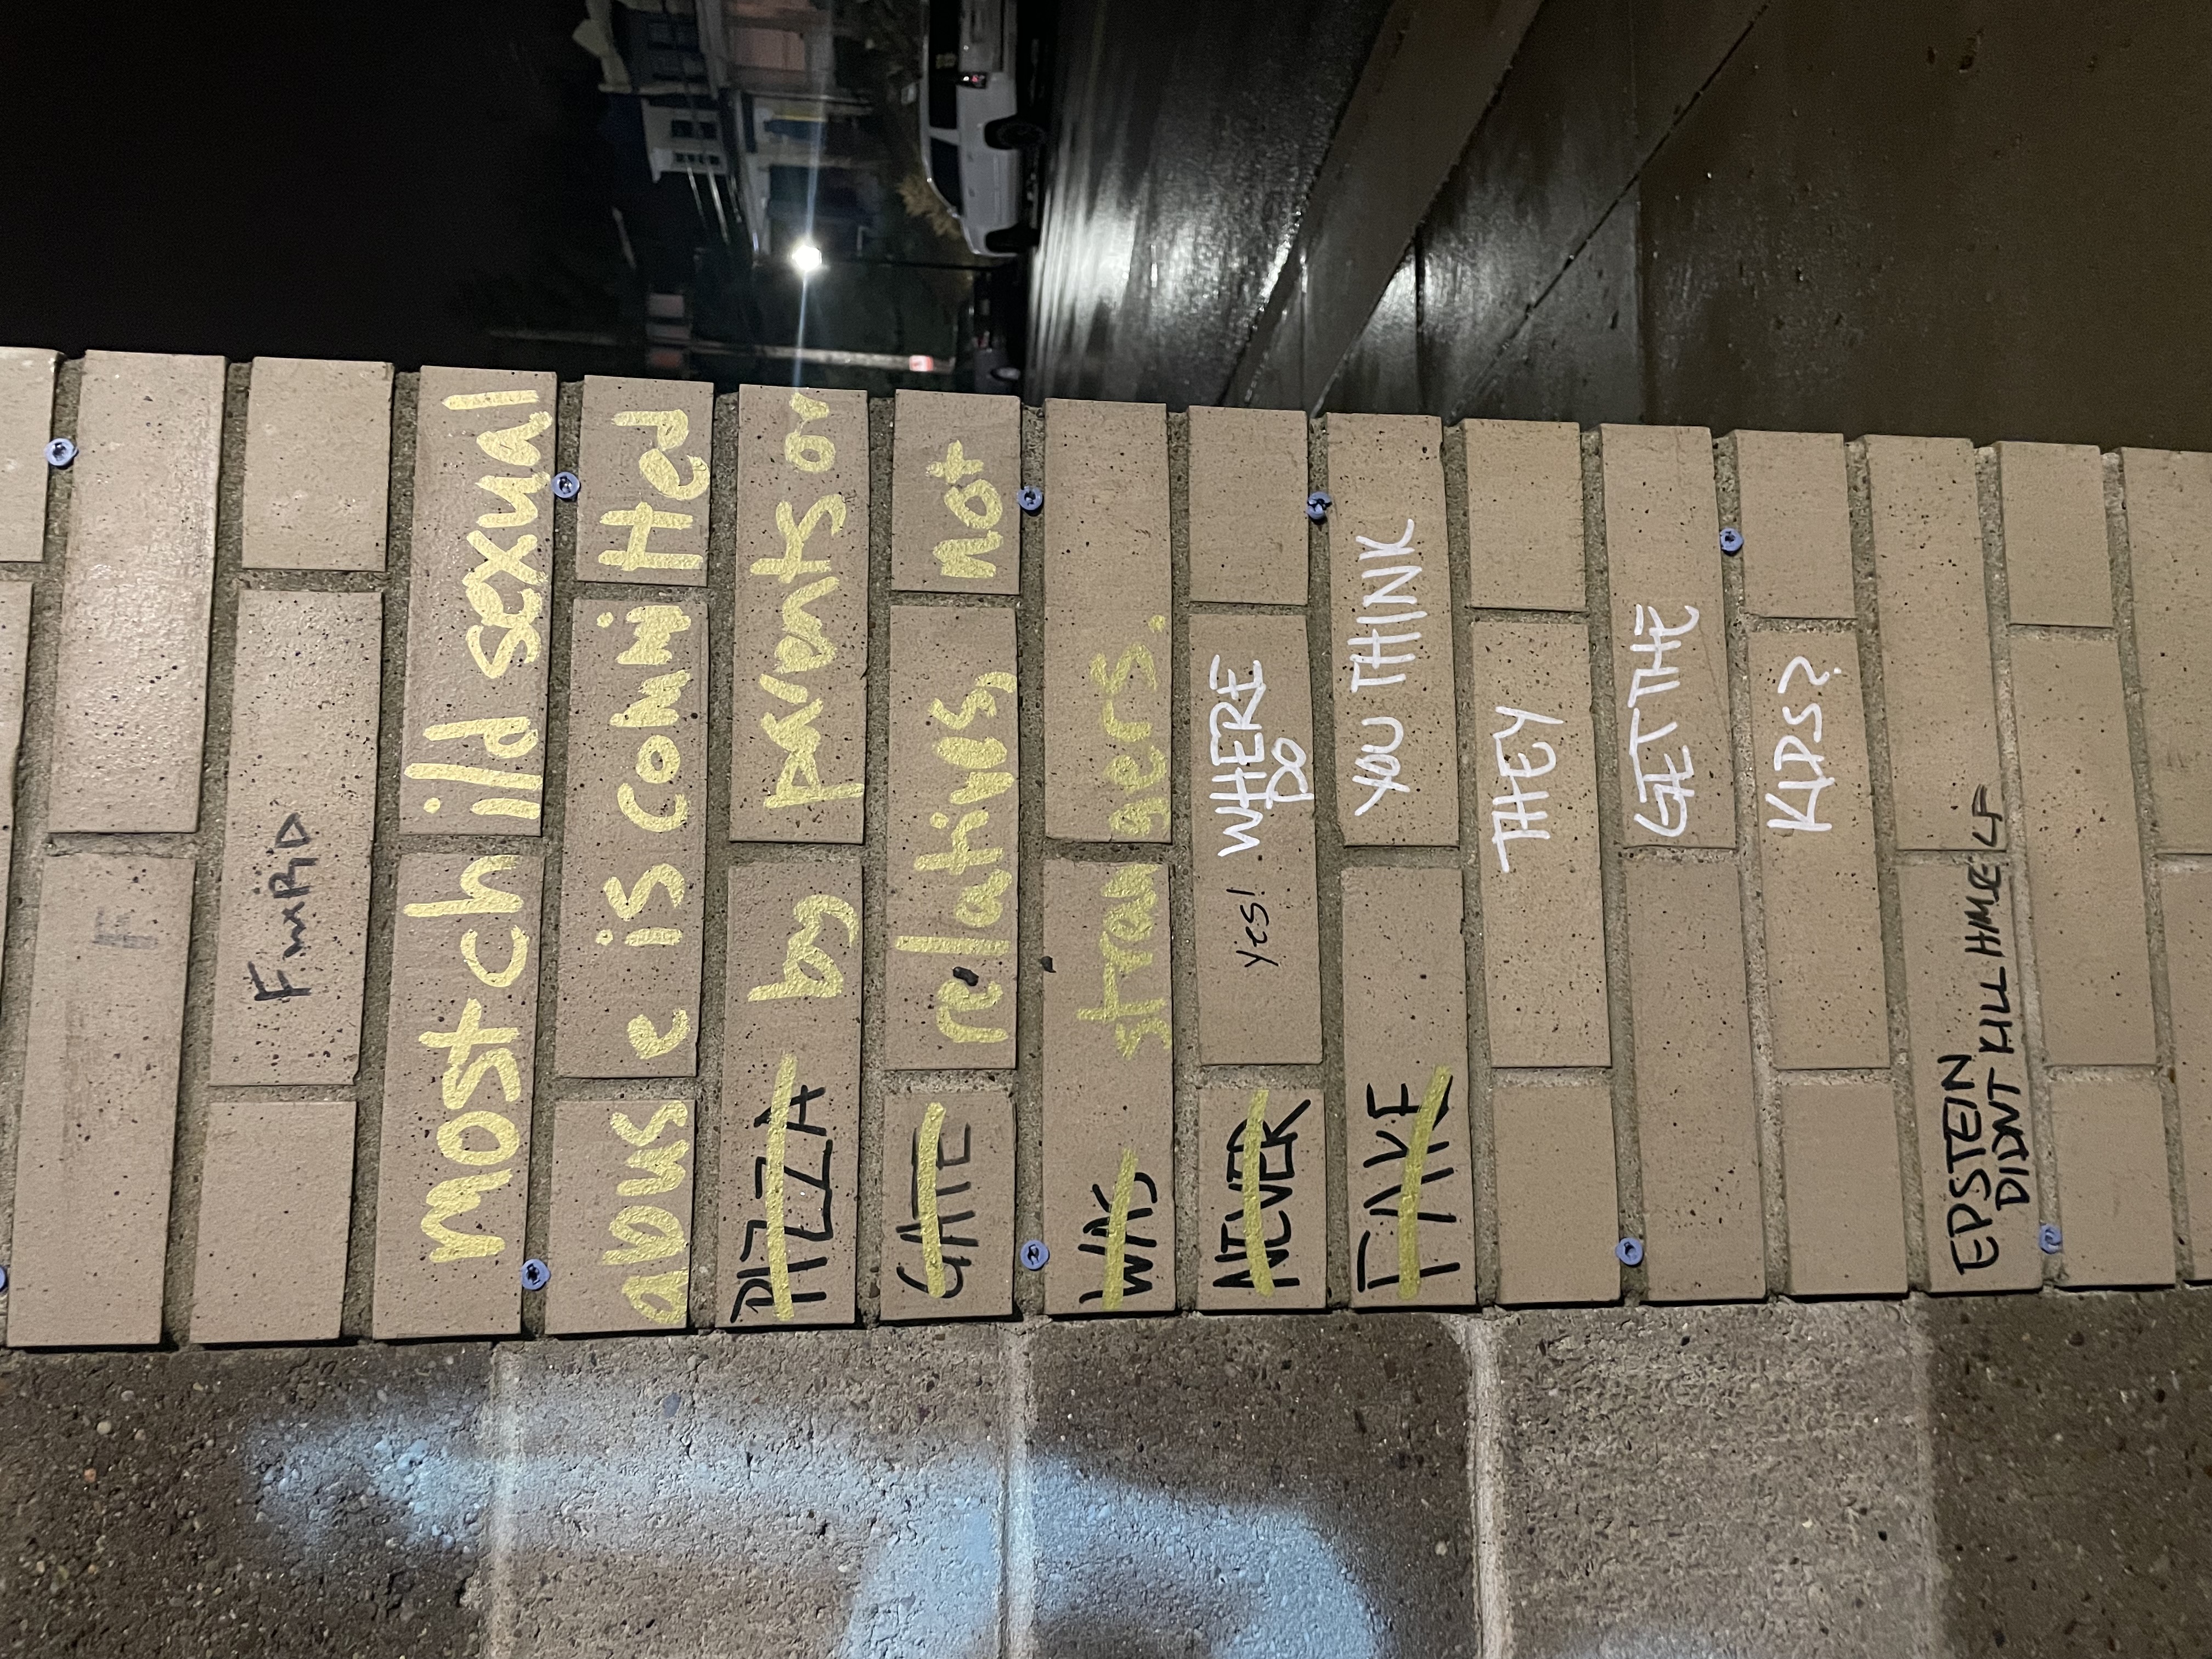 F
most child sexual
abuse is committed
PIZZA by parents or
GATE relatives, not
WAS strangers.
NEVER yes! WHERE
DO
FAKE YOU THINK
THEY
GET THE
KIDS?
EPSTEIN
DIDNT KILL HIMSELF